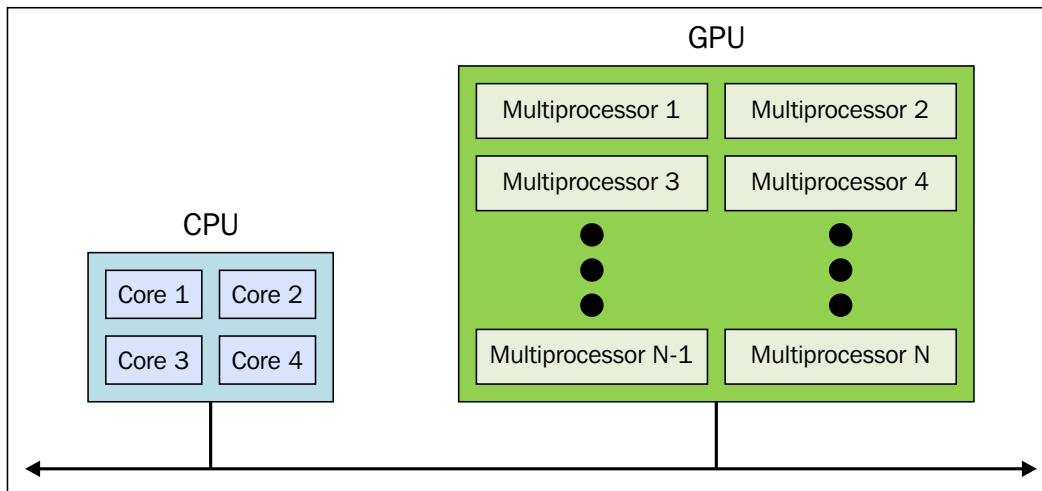 GPU
Multiprocessor 1
Multiprocessor 2
Multiprocessor 3
Multiprocessor 4
Multiprocessor N-1
Multiprocessor N
CPU
Core 1
Core 2
Core 3
Core 4